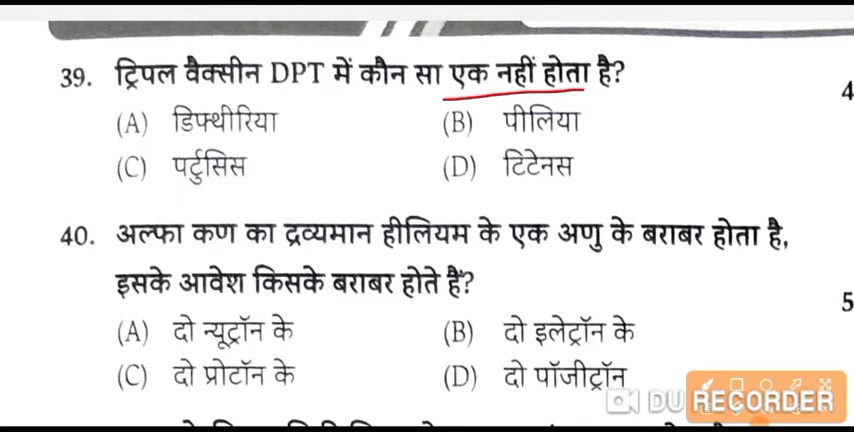 39. ट्रिपल वैक्सीन DPT में कौन सा एक नहीं होता है?
(A) डिफ्थीरिया (B) पीलिया
(C) पर्टुसिस (D) टिटेनस
4
40. अल्फा कण का द्रव्यमान हीलियम के एक अणु के बराबर होता है,
इसके आवेश किसके बराबर होते हैं?
5
(A) दो न्यूट्रॉन के (B) दो इलेट्रॉन के
(C) दो प्रोटॉन के (D) दो पॉजीट्रॉन
DU RECORDER